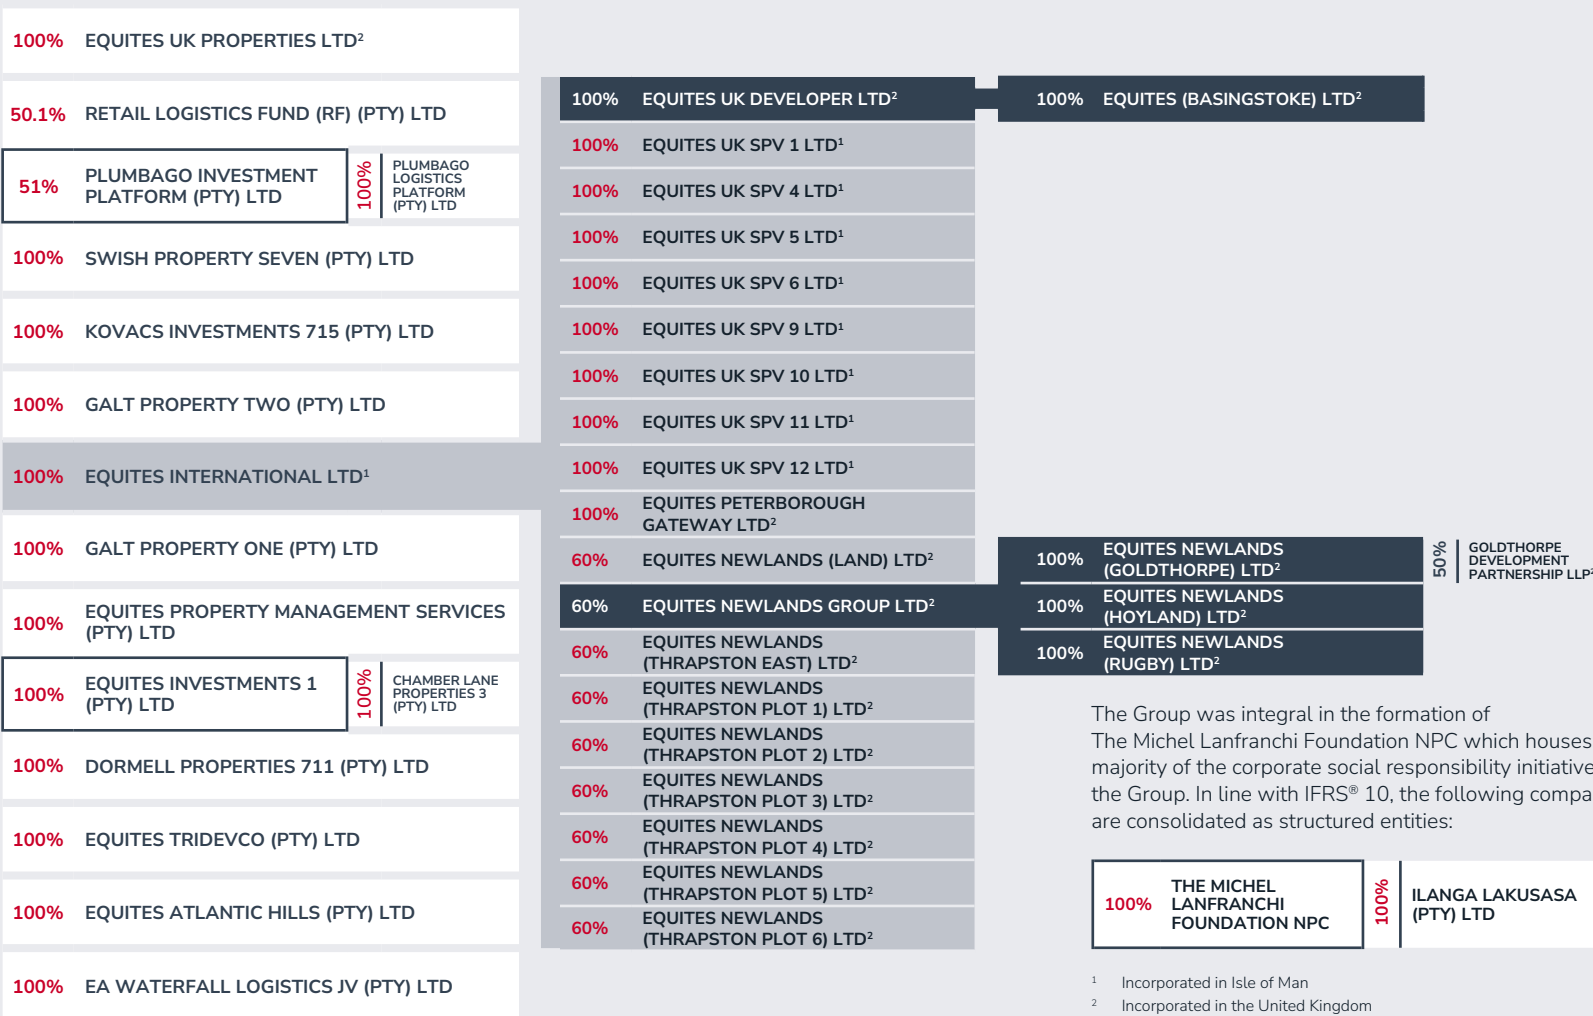 100% EQUITES UK PROPERTIES LTD²
50.1% RETAIL LOGISTICS FUND (RF) (PTY) LTD
51% PLUMBAGO INVESTMENT
PLATFORM (PTY) LTD
100%
PLUMBAGO
LOGISTICS
PLATFORM
(PTY) LTD
100% SWISH PROPERTY SEVEN (PTY) LTD
100% KOVACS INVESTMENTS 715 (PTY) LTD
100% GALT PROPERTY TWO (PTY) LTD
100% EQUITES INTERNATIONAL LTD¹
100% GALT PROPERTY ONE (PTY) LTD
100% EQUITES PROPERTY MANAGEMENT SERVICES
(PTY) LTD
100% EQUITES INVESTMENTS 1
(PTY) LTD
100%
CHAMBER LANE
PROPERTIES 3
(PTY) LTD
100% DORMELL PROPERTIES 711 (PTY) LTD
100% EQUITES TRIDEVCO (PTY) LTD
100% EQUITES ATLANTIC HILLS (PTY) LTD
100% EA WATERFALL LOGISTICS JV (PTY) LTD
100% EQUITES UK DEVELOPER LTD²
100% EQUITES UK SPV 1 LTD¹
100% EQUITES UK SPV 4 LTD¹
100% EQUITES UK SPV 5 LTD¹
100% EQUITES UK SPV 6 LTD¹
100% EQUITES UK SPV 9 LTD¹
100% EQUITES UK SPV 10 LTD¹
100% EQUITES UK SPV 11 LTD¹
100% EQUITES UK SPV 12 LTD¹
100% EQUITES PETERBOROUGH
GATEWAY LTD²
60% EQUITES NEWLANDS (LAND) LTD²
60% EQUITES NEWLANDS GROUP LTD²
60% EQUITES NEWLANDS
(THRAPSTON EAST) LTD²
60% EQUITES NEWLANDS
(THRAPSTON PLOT 1) LTD²
60% EQUITES NEWLANDS
(THRAPSTON PLOT 2) LTD²
60% EQUITES NEWLANDS
(THRAPSTON PLOT 3) LTD²
60% EQUITES NEWLANDS
(THRAPSTON PLOT 4) LTD²
60% EQUITES NEWLANDS
(THRAPSTON PLOT 5) LTD²
60% EQUITES NEWLANDS
(THRAPSTON PLOT 6) LTD²
100% EQUITES (BASINGSTOKE) LTD²
100% EQUITES NEWLANDS
(GOLDTHORPE) LTD²
50%
GOLDTHORPE
DEVELOPMENT
PARTNERSHIP LLP²
100% EQUITES NEWLANDS
(HOYLAND) LTD²
100% EQUITES NEWLANDS
(RUGBY) LTD²
The Group was integral in the formation of
The Michel Lanfranchi Foundation NPC which houses
majority of the corporate social responsibility initiative
the Group. In line with IFRS® 10, the following compa
are consolidated as structured entities:
100% THE MICHEL
LANFRANCHI
FOUNDATION NPC
100%
ILANGA LAKUSASA
(PTY) LTD
¹ Incorporated in Isle of Man
² Incorporated in the United Kingdom